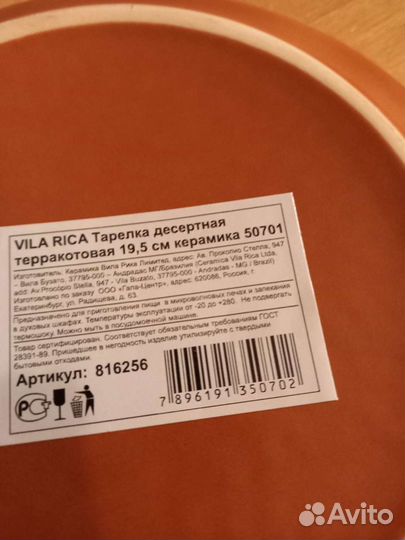 VILA RICA Тарелка десертная
терракотовая 19,5 см керамика 50701
Изготовитель: Керамика Вила Рика Лимитед, адрес: Ав. Прокопио Стелла, 947
– Вила Бузато, 37795-000 – Андрадас МГ/Бразилия (Ceramica Vila Rica Ltda,
add: Av.Procópio Stella, 947 - Vila Buzato, 37795-000 - Andradas - MG / Brazil)
Изготовлено по заказу ООО «Гала-Центр», адрес: 620086, Россия, г.
Екатеринбург, ул. Радищева, д. 63.
Предназначено для приготовления пищи в микроволновых печах и запекания
в духовых шкафах. Температуры эксплуатации от -20 до +280. Не подвергать
термошоку. Можно мыть в посудомоечной машине.
Товар сертифицирован. Соответствует обязательным требованиям ГОСТ
28391-89. Пришедшее в негодность изделие утилизируйте с твердыми
бытовыми отходами.
Артикул: 816256
7 896191 350702
Avito